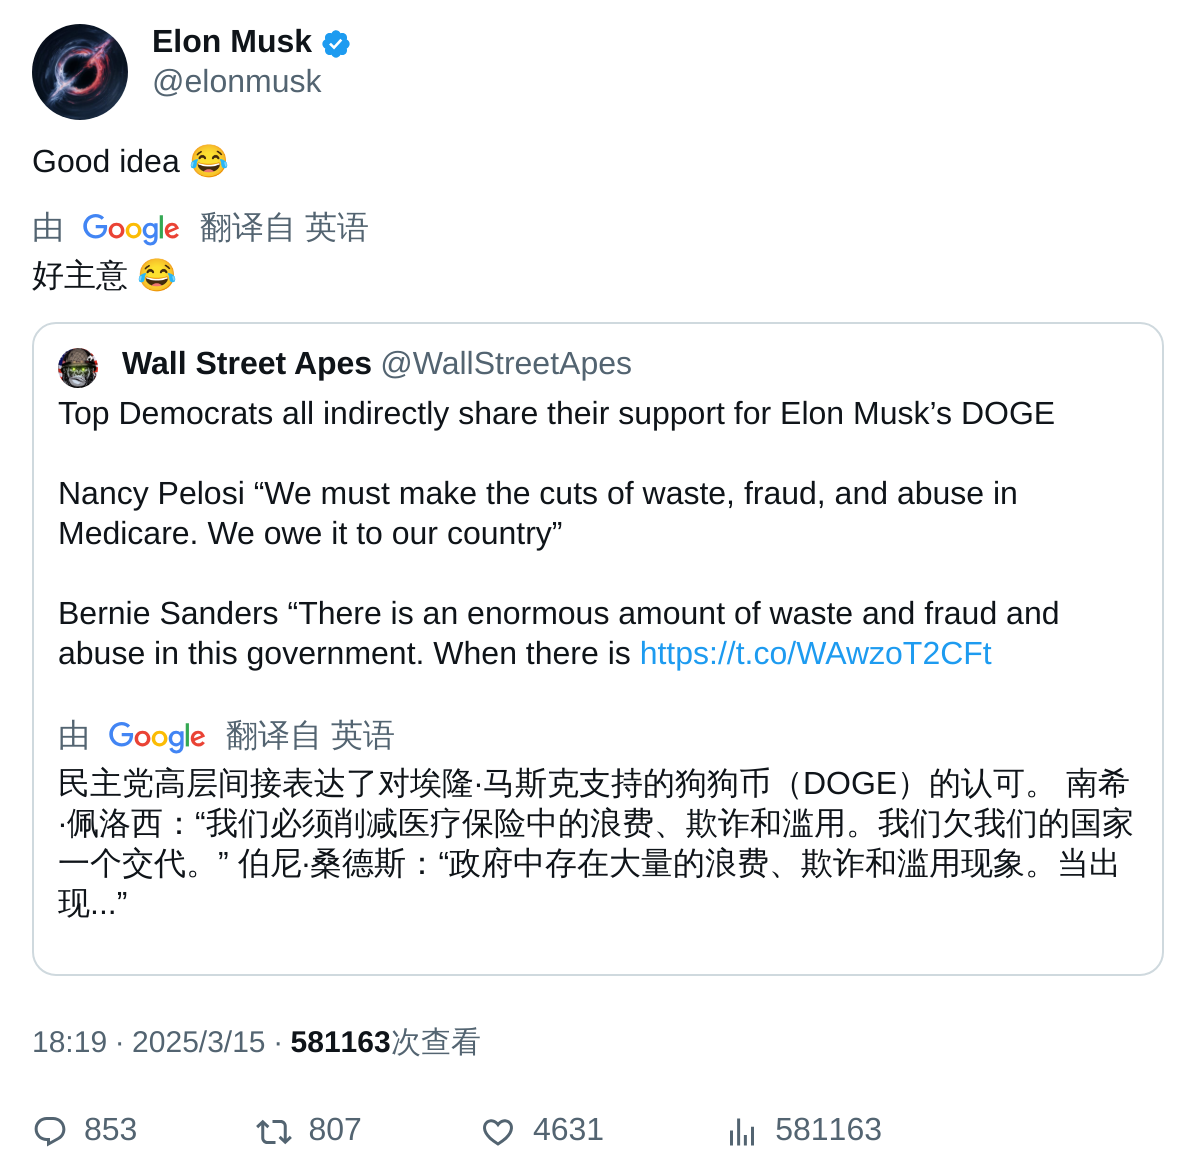 Elon Musk
@elonmusk
Good idea 😂
由 Google 翻译自 英语
好主意 😂
Wall Street Apes @WallStreetApes
Top Democrats all indirectly share their support for Elon Musk’s DOGE
Nancy Pelosi “We must make the cuts of waste, fraud, and abuse in
Medicare. We owe it to our country”
Bernie Sanders “There is an enormous amount of waste and fraud and
abuse in this government. When there is https://t.co/WAwzoT2CFt
由 Google 翻译自 英语
民主党高层间接表达了对埃隆·马斯克支持的狗狗币（DOGE）的认可。 南希
·佩洛西：“我们必须削减医疗保险中的浪费、欺诈和滥用。我们欠我们的国家
一个交代。” 伯尼·桑德斯：“政府中存在大量的浪费、欺诈和滥用现象。当出
现...”
18:19 · 2025/3/15 · 581163次查看
853 807 4631 581163